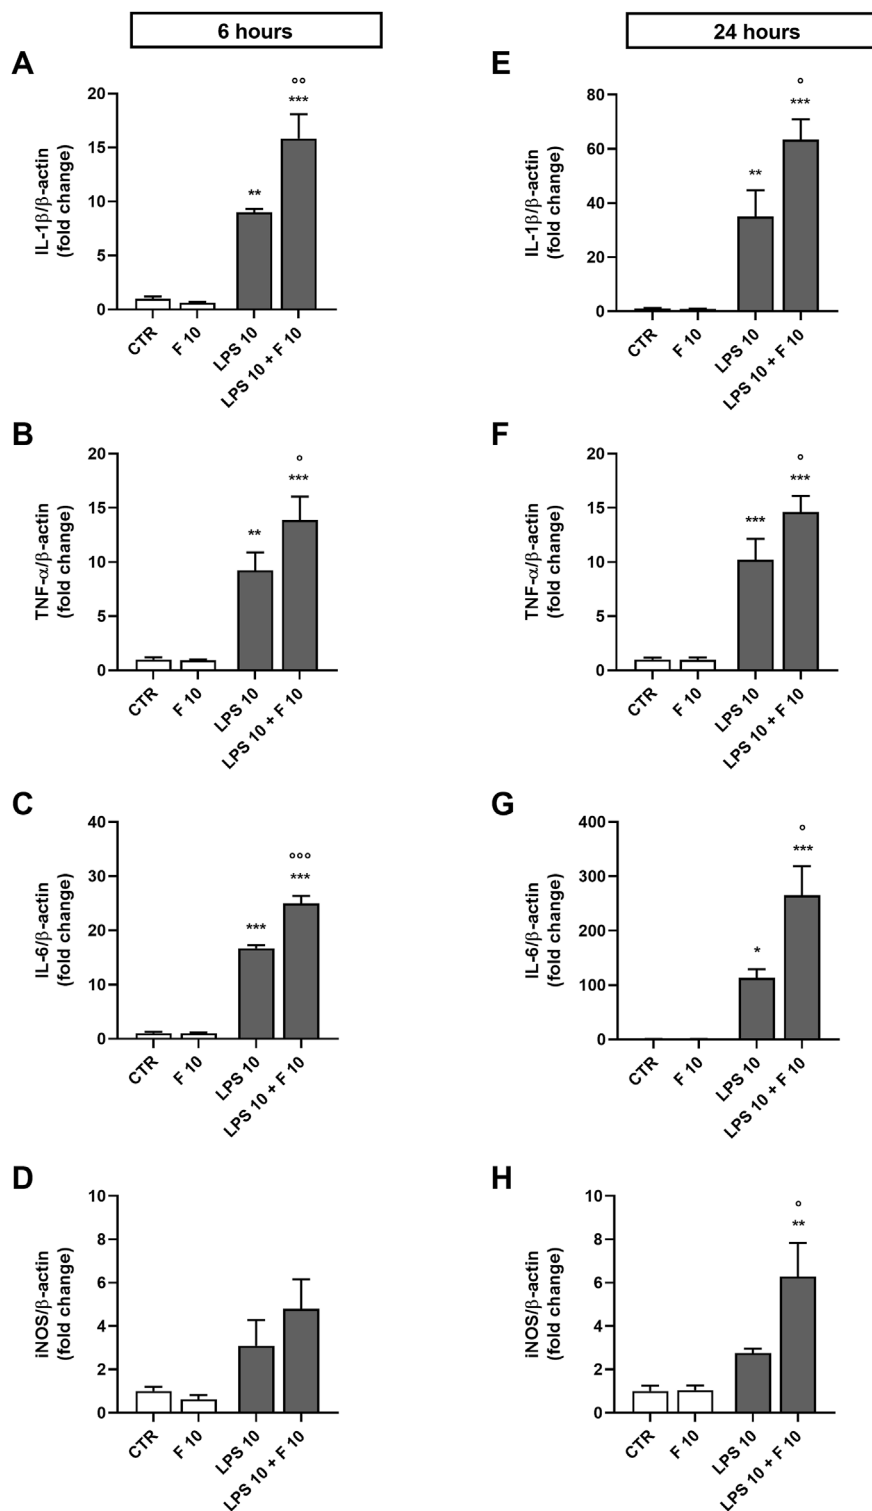 6 hours
24 hours
A
IL-1β/β-actin
(fold change)
20
15
10
5
0
**
°°
***
CTR
F 10
LPS 10
LPS 10 + F 10
E
IL-1β/β-actin
(fold change)
80
60
40
20
0
**
°
***
CTR
F 10
LPS 10
LPS 10 + F 10
B
TNF-α/β-actin
(fold change)
20
15
10
5
0
**
°
***
CTR
F 10
LPS 10
LPS 10 + F 10
F
TNF-α/β-actin
(fold change)
20
15
10
5
0
***
°
***
CTR
F 10
LPS 10
LPS 10 + F 10
C
IL-6/β-actin
(fold change)
40
30
20
10
0
***
°°°
***
CTR
F 10
LPS 10
LPS 10 + F 10
G
IL-6/β-actin
(fold change)
400
300
200
100
0
*
°
***
CTR
F 10
LPS 10
LPS 10 + F 10
D
iNOS/β-actin
(fold change)
10
8
6
4
2
0
CTR
F 10
LPS 10
LPS 10 + F 10
H
iNOS/β-actin
(fold change)
10
8
6
4
2
0
°
**
CTR
F 10
LPS 10
LPS 10 + F 10